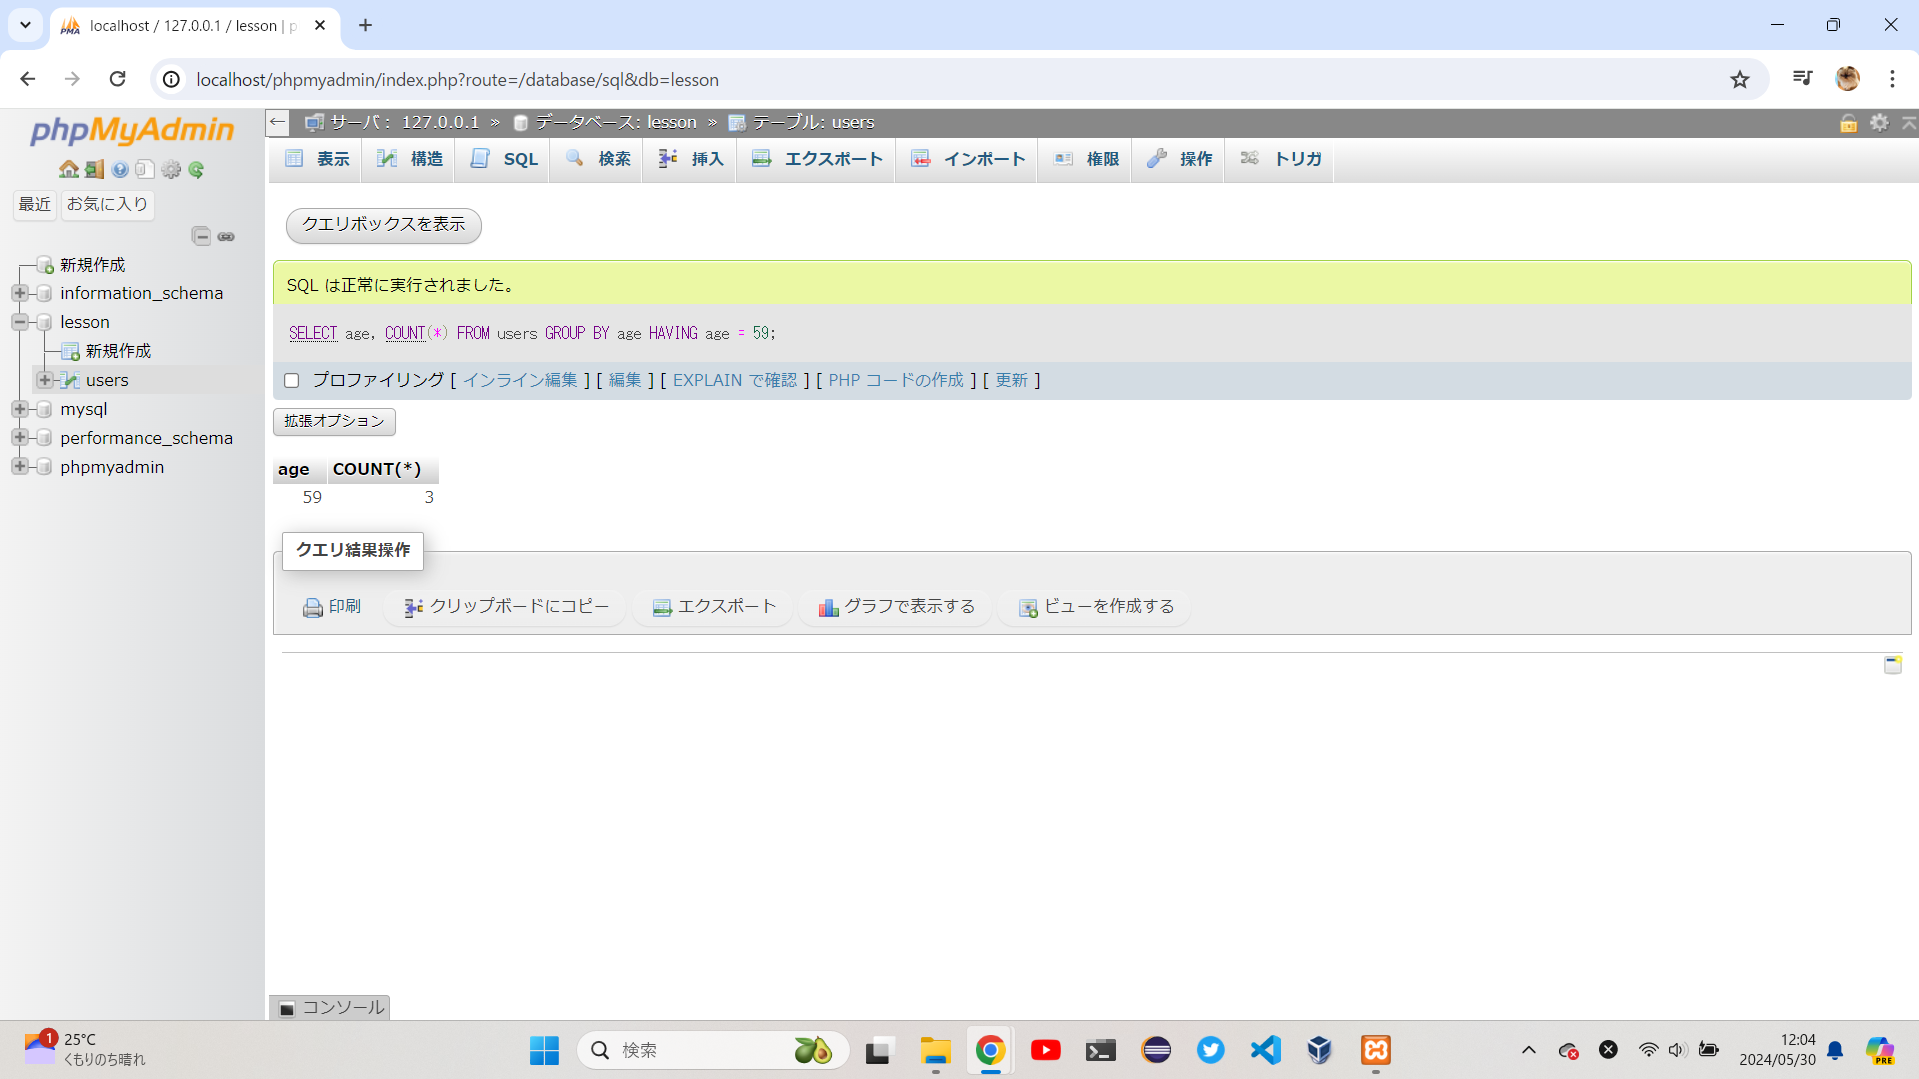 localhost / 127.0.0.1 / lesson | p
localhost/phpmyadmin/index.php?route=/database/sql&db=lesson
phpMyAdmin
最近 お気に入り
新規作成
information_schema
lesson
新規作成
users
mysql
performance_schema
phpmyadmin
サーバ: 127.0.0.1 » データベース: lesson » テーブル: users
表示 構造 SQL 検索 挿入 エクスポート インポート 権限 操作 トリガ
クエリボックスを表示
SQL は正常に実行されました。
SELECT age, COUNT(*) FROM users GROUP BY age HAVING age = 59;
プロファイリング [ インライン編集 ] [ 編集 ] [ EXPLAIN で確認 ] [ PHP コードの作成 ] [ 更新 ]
拡張オプション
age COUNT(*)
59 3
クエリ結果操作
印刷 クリップボードにコピー エクスポート グラフで表示する ビューを作成する
コンソール
1
25°C
くもりのち晴れ
検索
12:04
2024/05/30
PRE